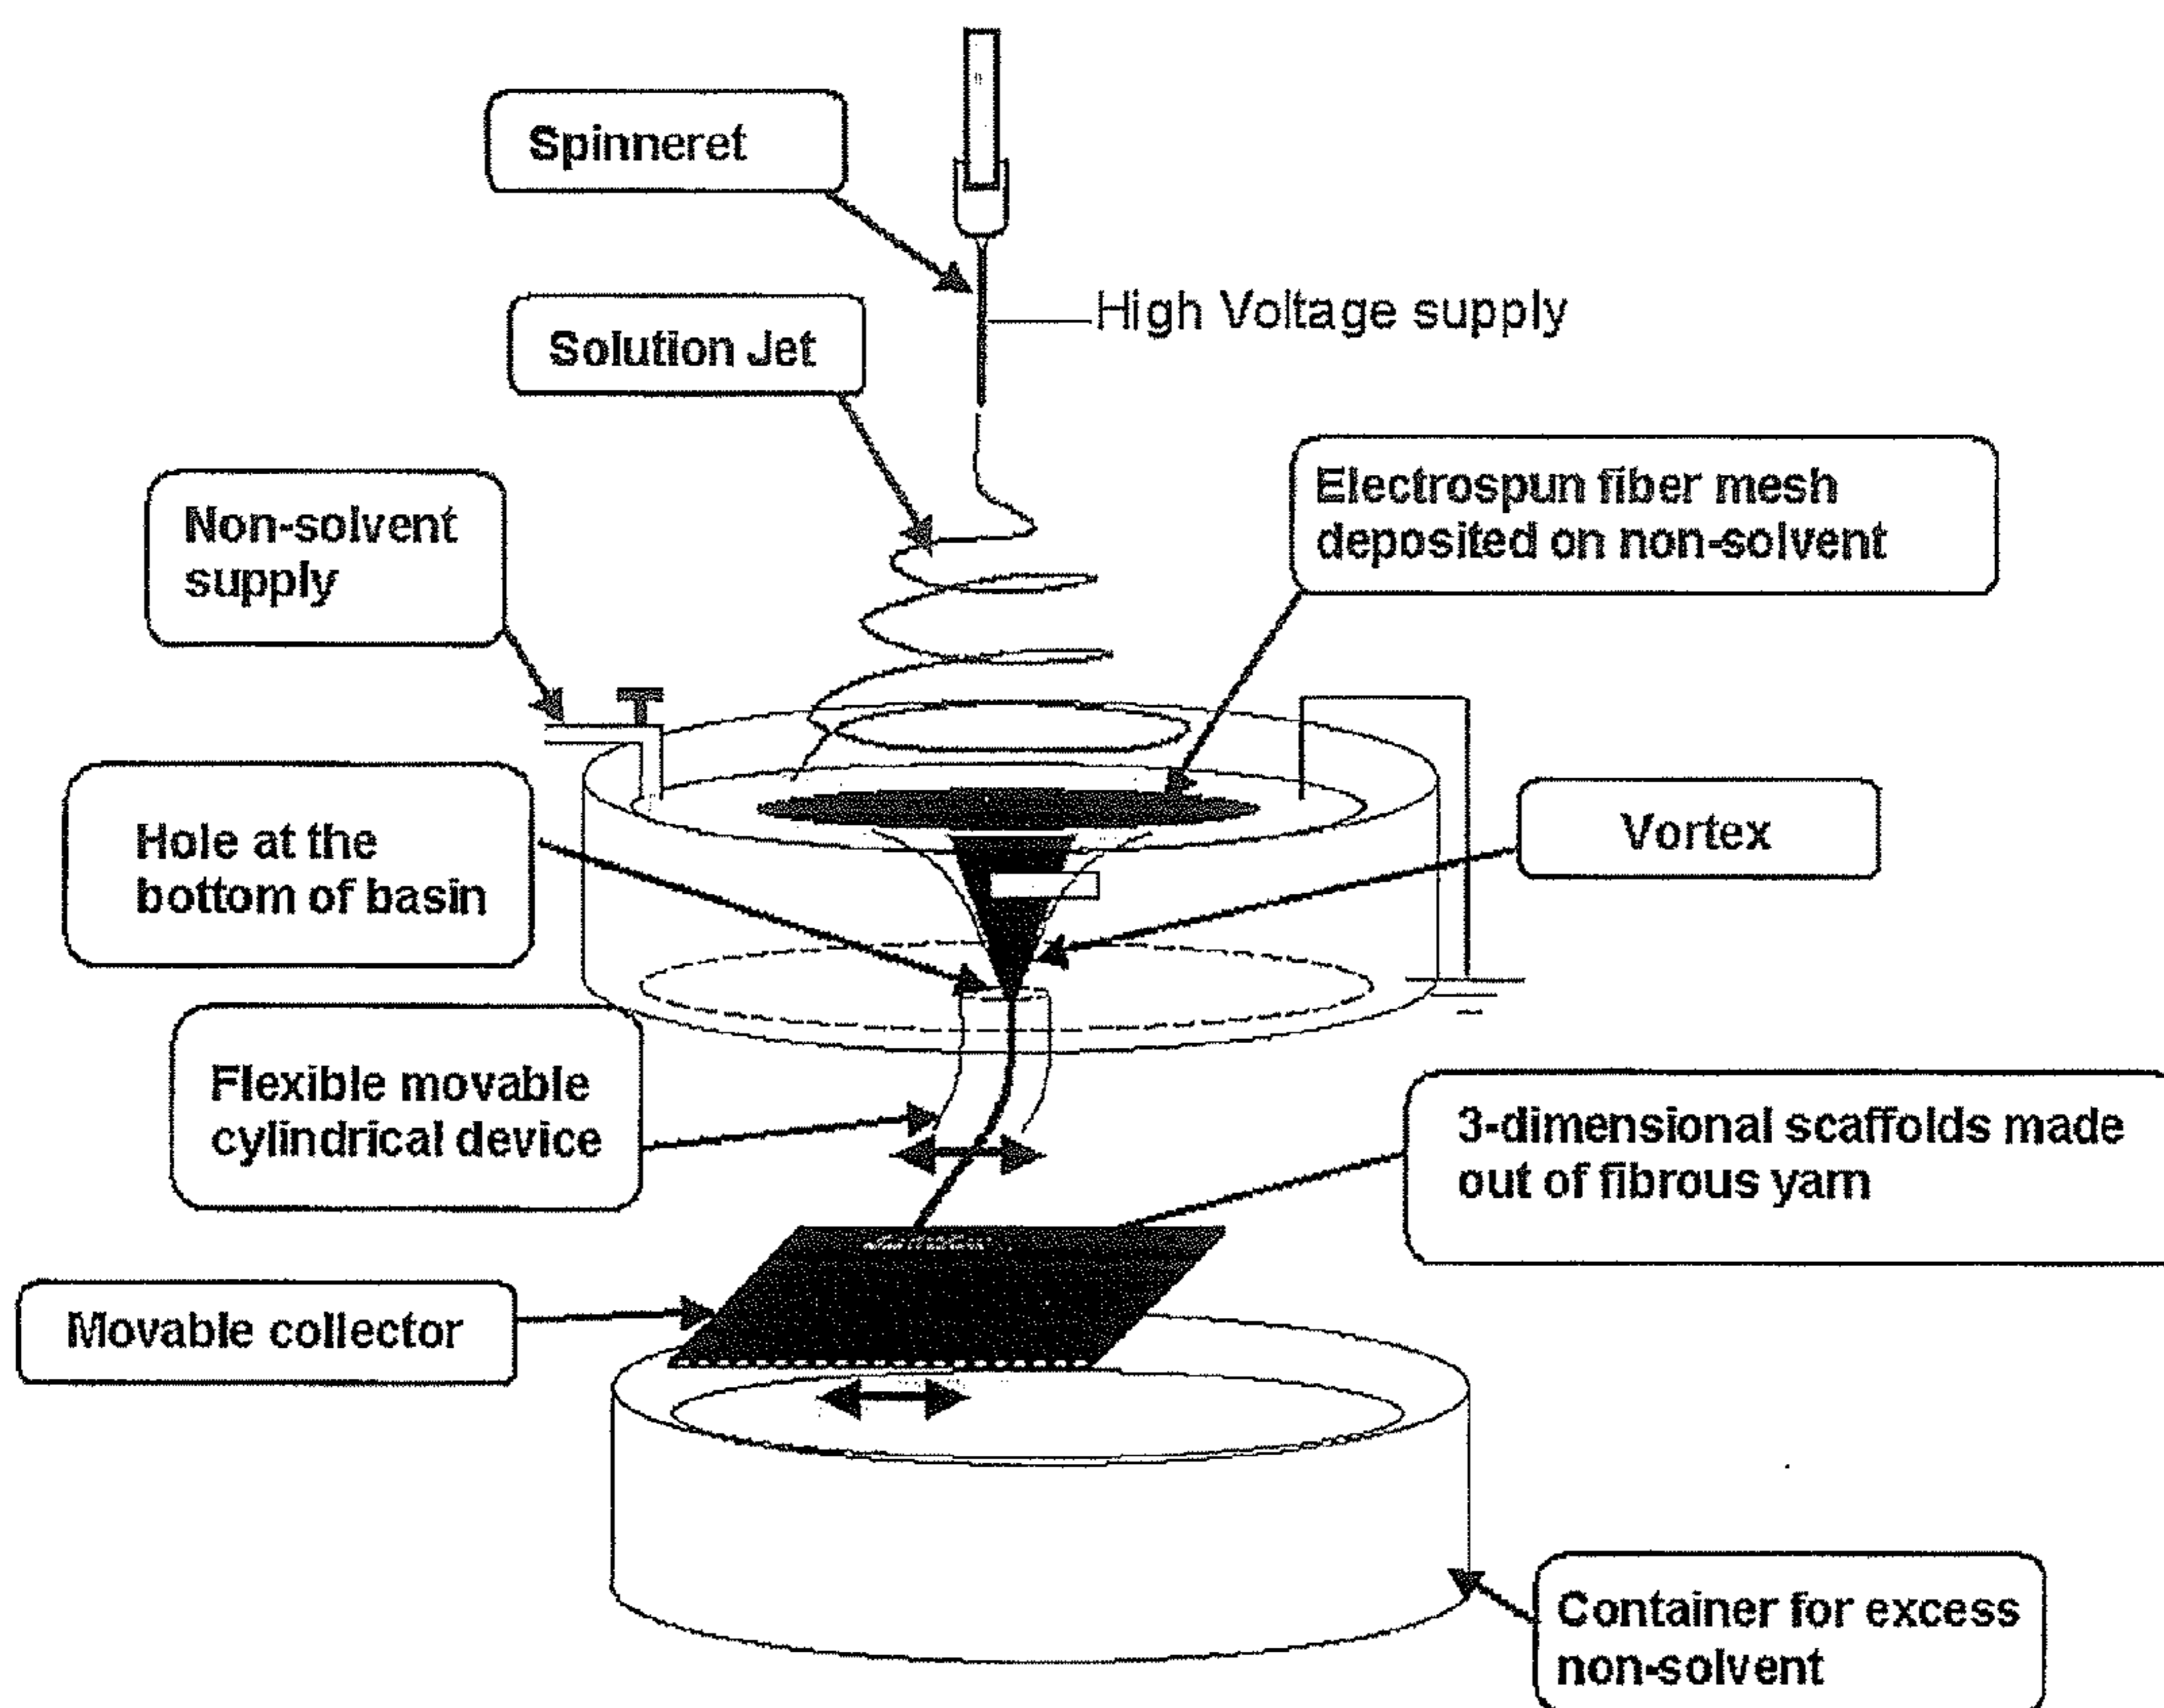 Spinneret
High Voltage supply
Solution Jet
Electrospun fiber mesh
deposited on non-solvent
Non-solvent
supply
Hole at the
bottom of basin
Vortex
Flexible movable
cylindrical device
3-dimensional scaffolds made
out of fibrous yarn
Movable collector
Container for excess
non-solvent